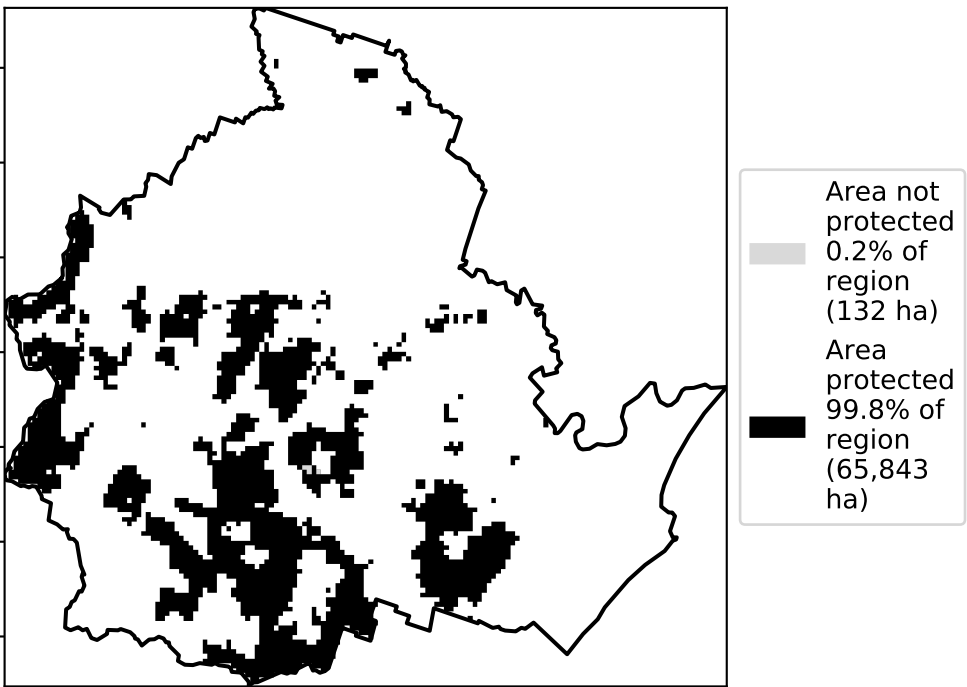 Area not
protected
0.2% of
region
(132 ha)
Area
protected
99.8% of
region
(65,843
ha)